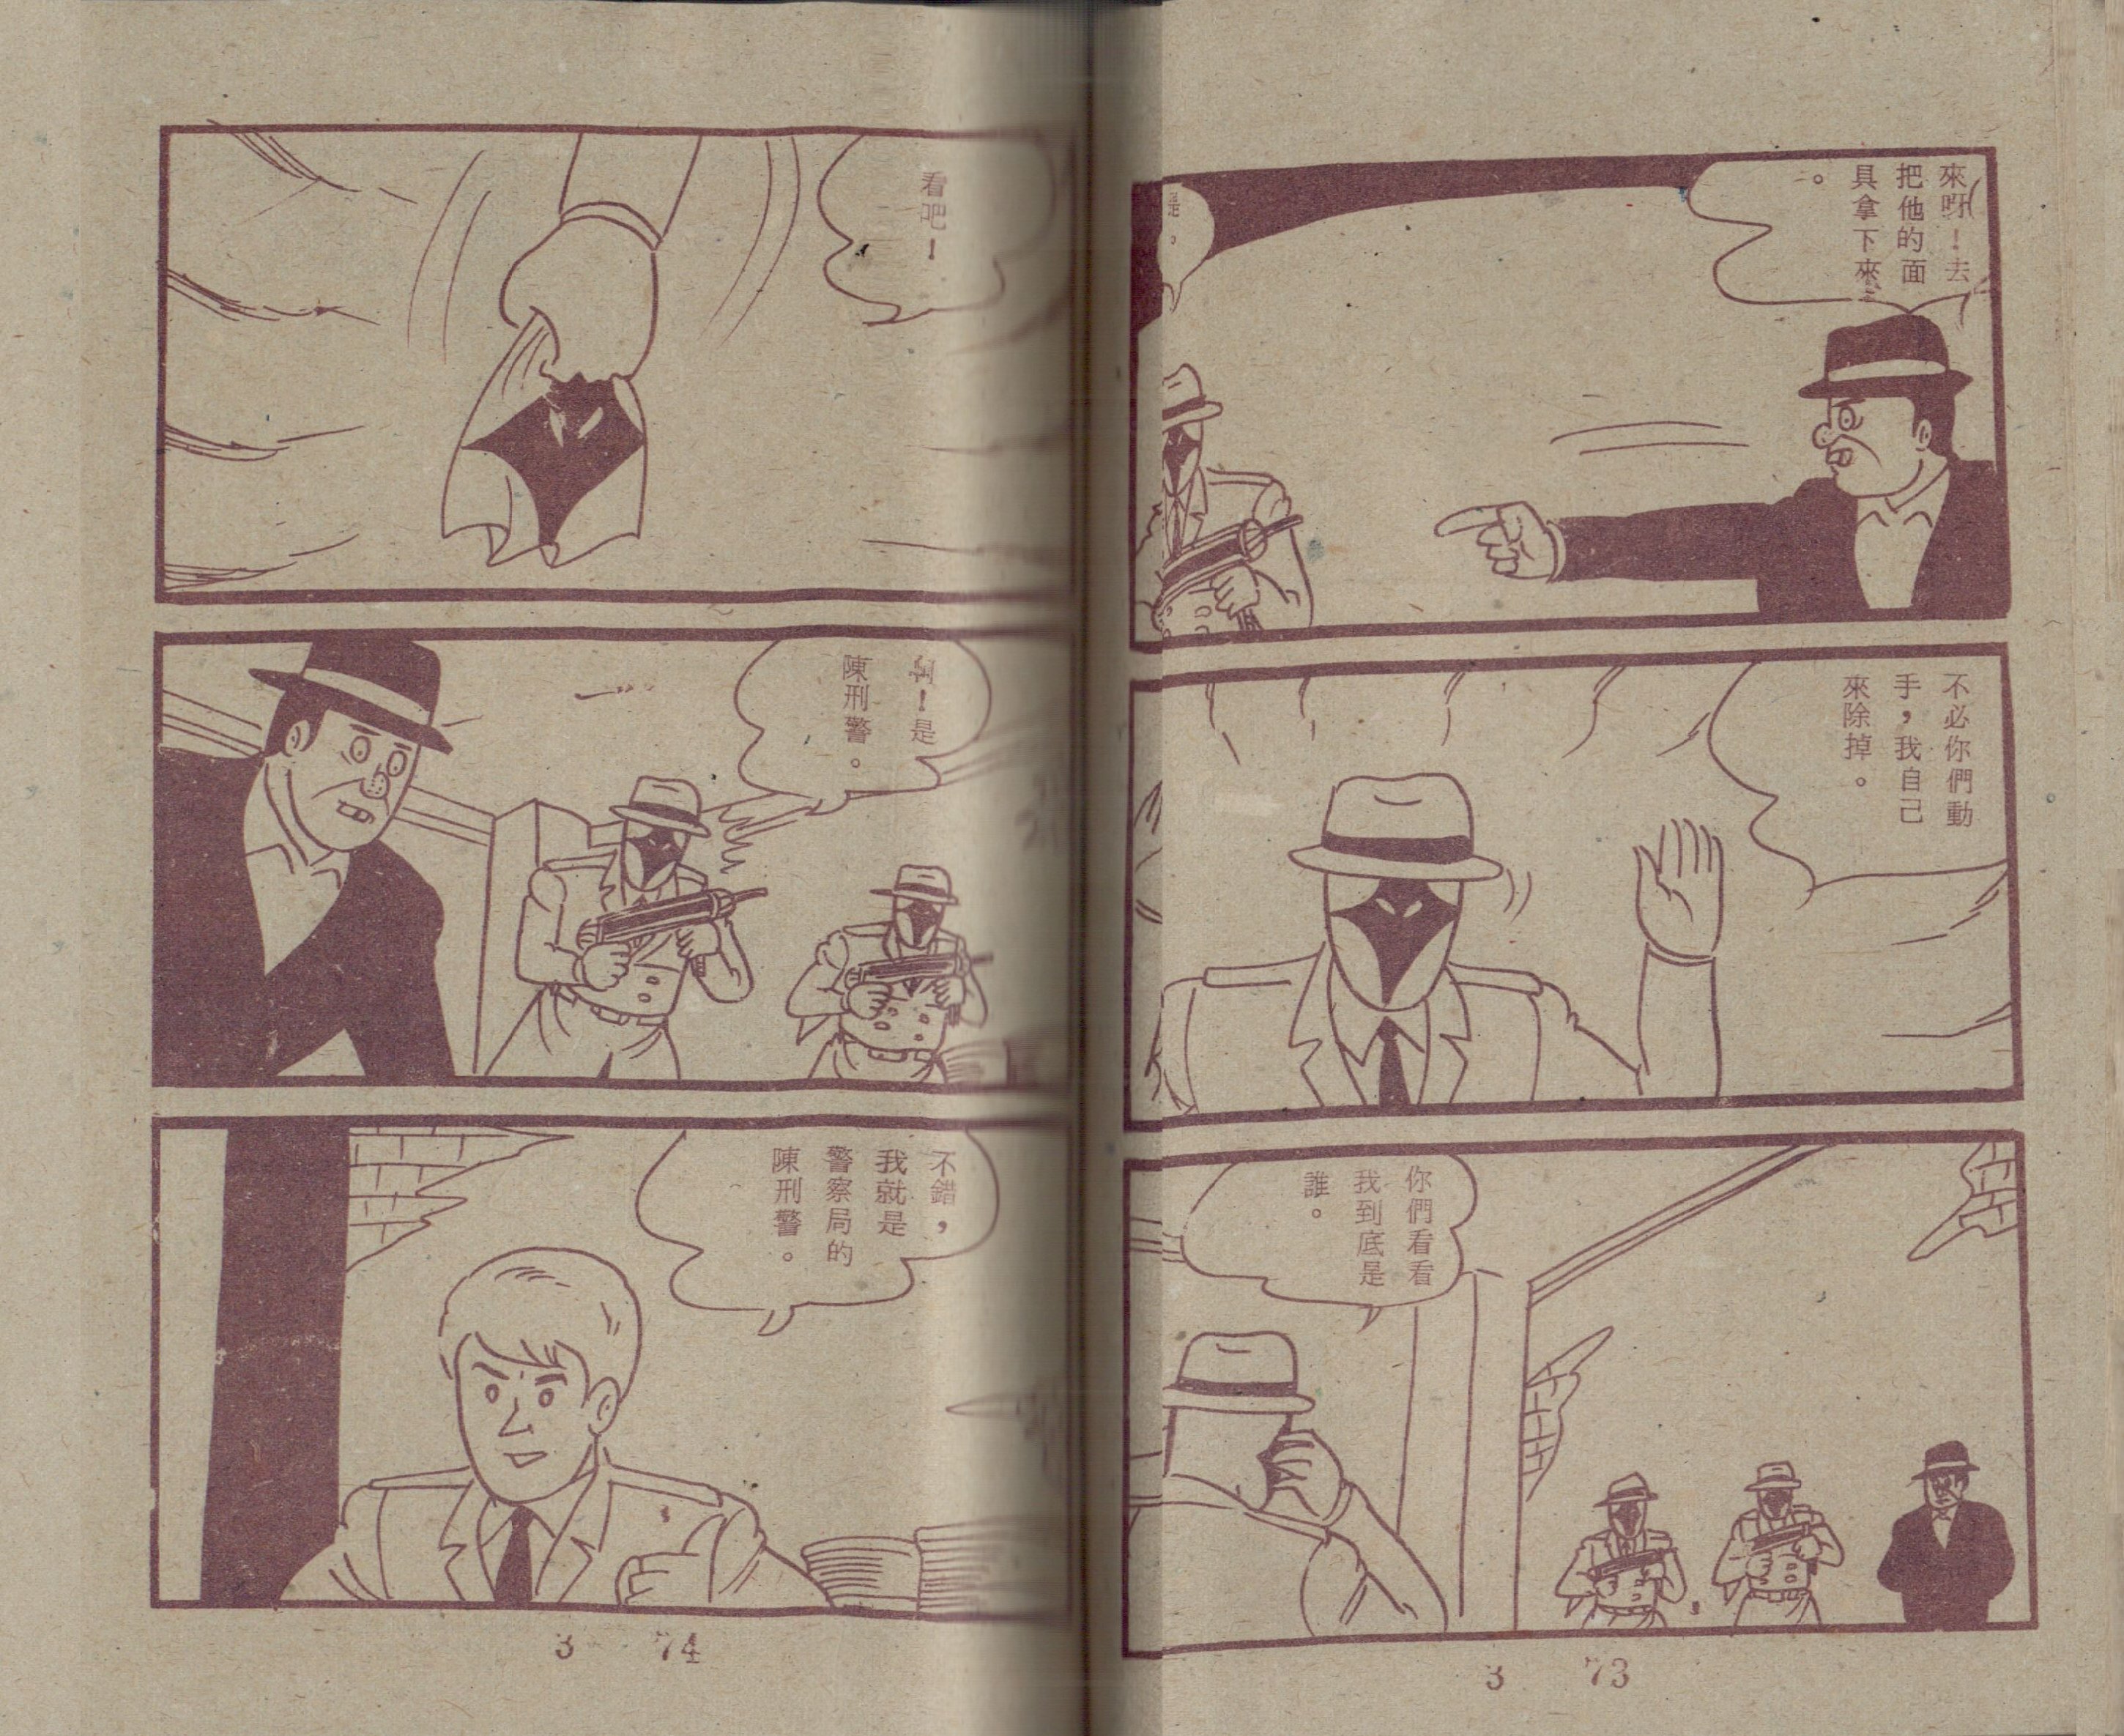 來呀！去
把他的面
具拿下來
。
是。
不必你們動
手，我自己
來除掉。
你們看看
我到底是
誰。
3 73
看吧！
啊！是
陳刑警。
不錯，
我就是
警察局的
陳刑警。
3 74